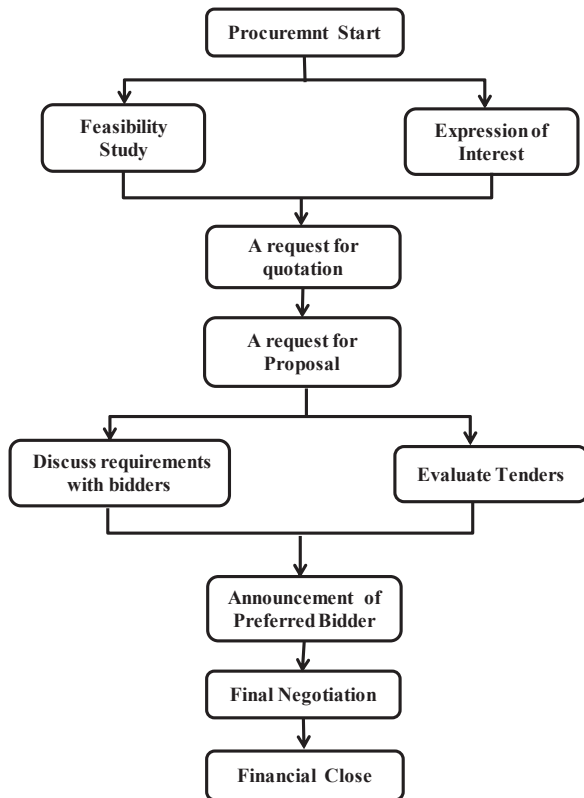 Procuremnt Start
Feasibility
Study
Expression of
Interest
A request for
quotation
A request for
Proposal
Discuss requirements
with bidders
Evaluate Tenders
Announcement of
Preferred Bidder
Final Negotiation
Financial Close